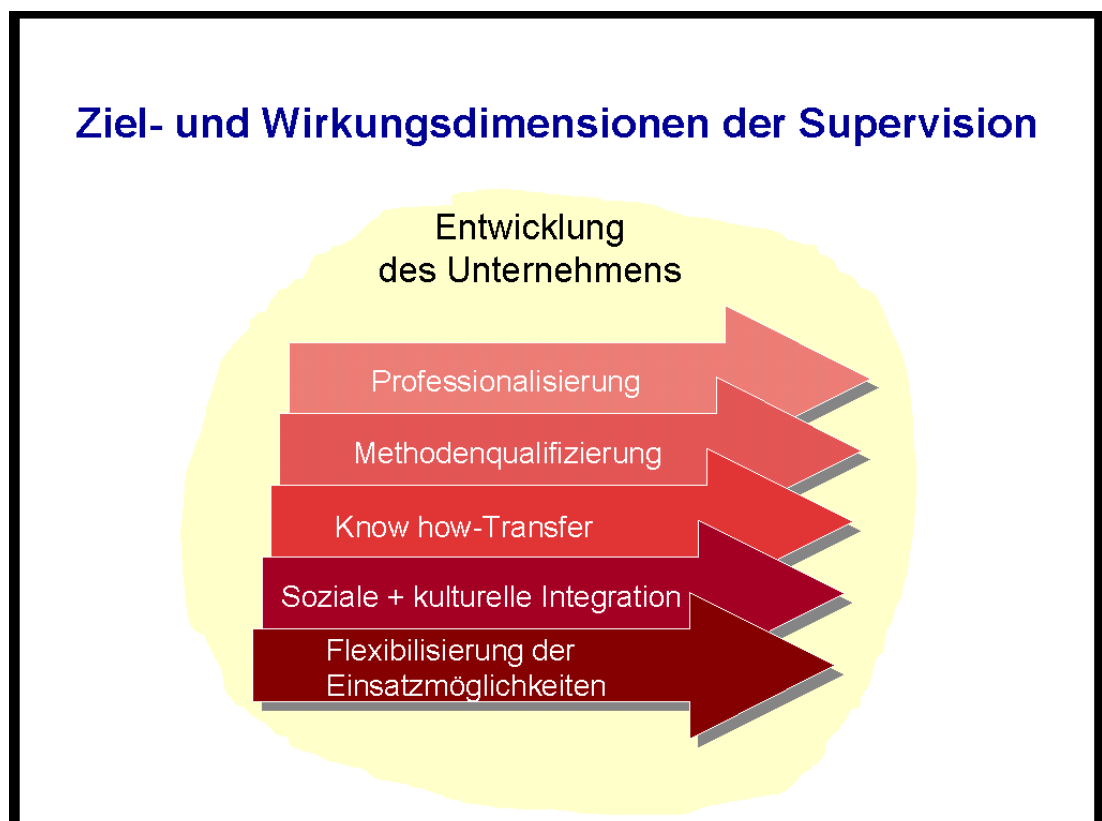 Ziel- und Wirkungsdimensionen der Supervision
Entwicklung
des Unternehmens
Professionalisierung
Methodenqualifizierung
Know how-Transfer
Soziale + kulturelle Integration
Flexibilisierung der
Einsatzmöglichkeiten